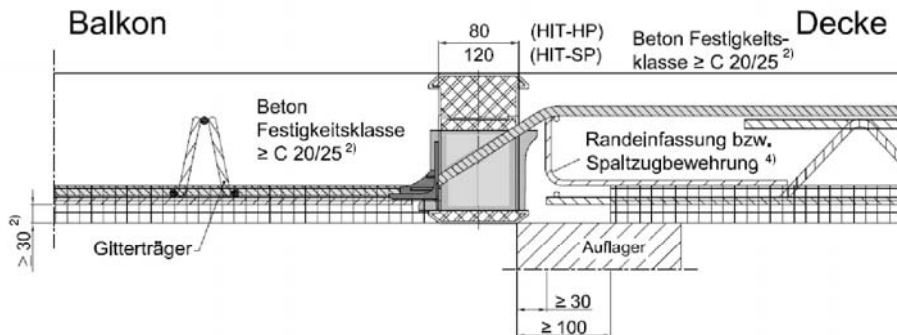 Balkon
80 (HIT-HP)
120 (HIT-SP)
Decke
Beton Festigkeits-
klasse ≥ C 20/25 2)
Beton
Festigkeitsklasse
≥ C 20/25 2)
Randeinfassung bzw.
Spaltzugbewehrung 4)
≥ 30 2)
Gitterträger
Auflager
≥ 30
≥ 100